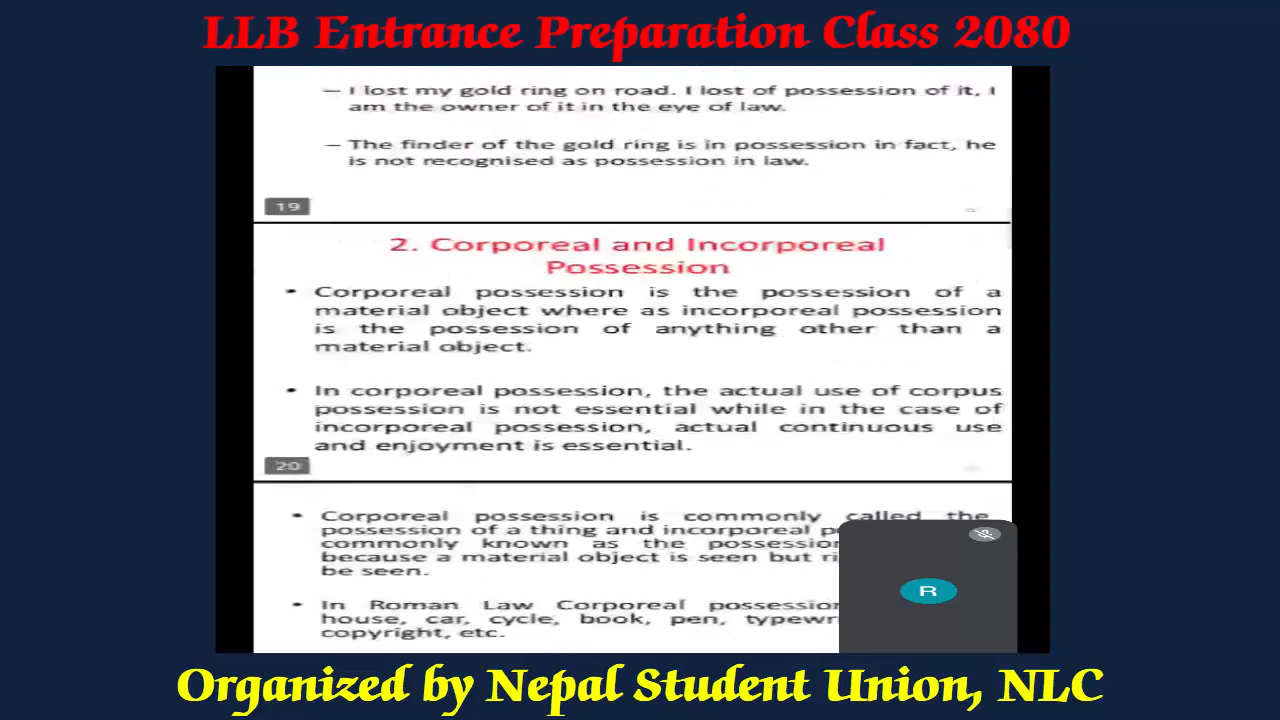 LLB Entrance Preparation Class 2080
– I lost my gold ring on road. I lost of possession of it, I
am the owner of it in the eye of law.
– The finder of the gold ring is in possession in fact, he
is not recognised as possession in law.
19
2. Corporeal and Incorporeal
Possession
• Corporeal possession is the possession of a
material object where as incorporeal possession
is the possession of anything other than a
material object.
• In corporeal possession, the actual use of corpus
possession is not essential while in the case of
incorporeal possession, actual continuous use
and enjoyment is essential.
20
• Corporeal possession is commonly called the
possession of a thing and incorporeal
commonly known as the possession
because a material object is seen but
be seen.
• In Roman Law Corporeal possession
house, car, cycle, book, pen,
copyright, etc.
R
Organized by Nepal Student Union, NLC